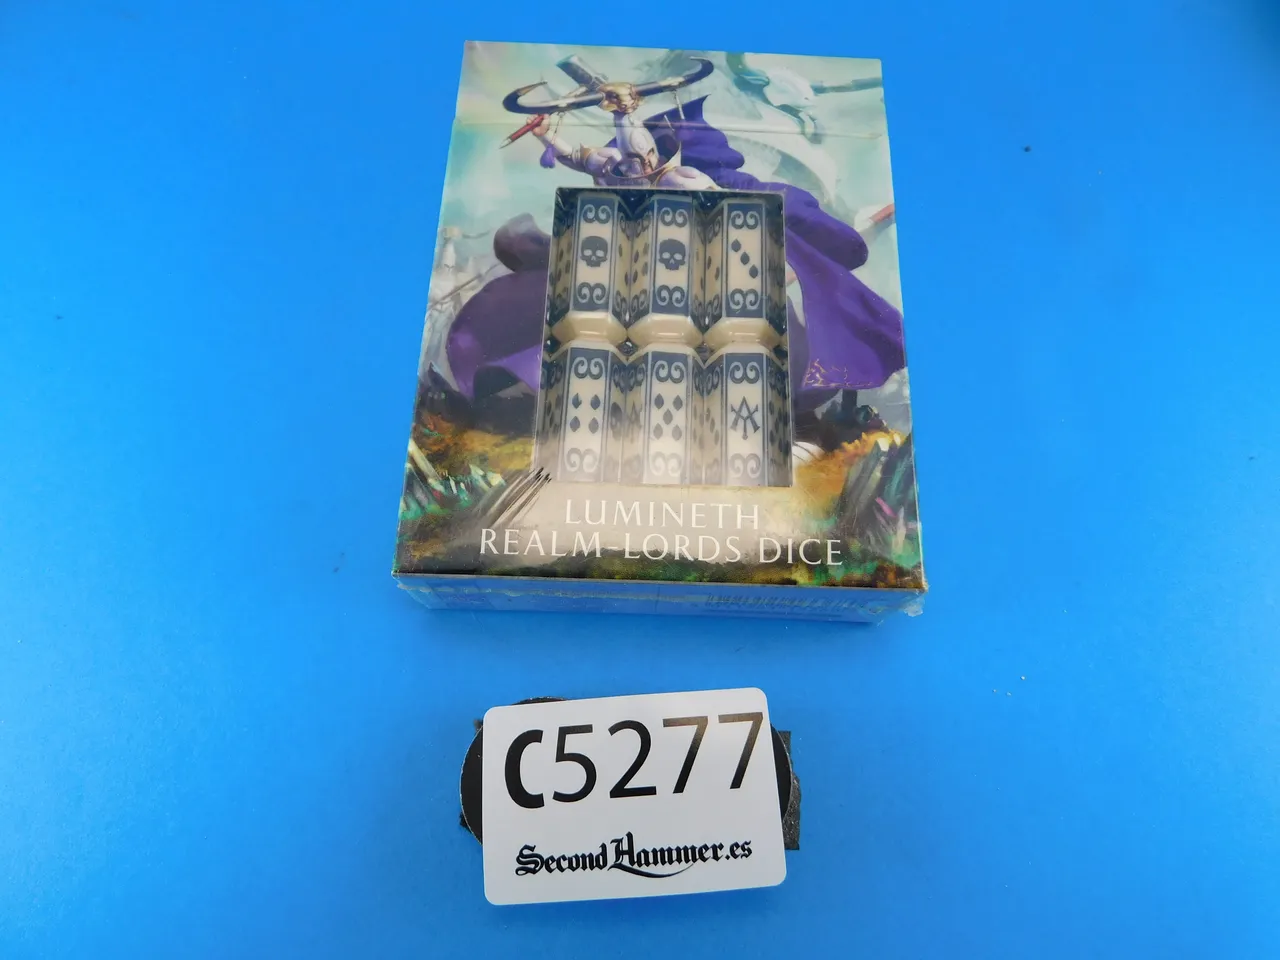 LUMINETH
REALM-LORDS DICE
C5277
SecondHammer.es